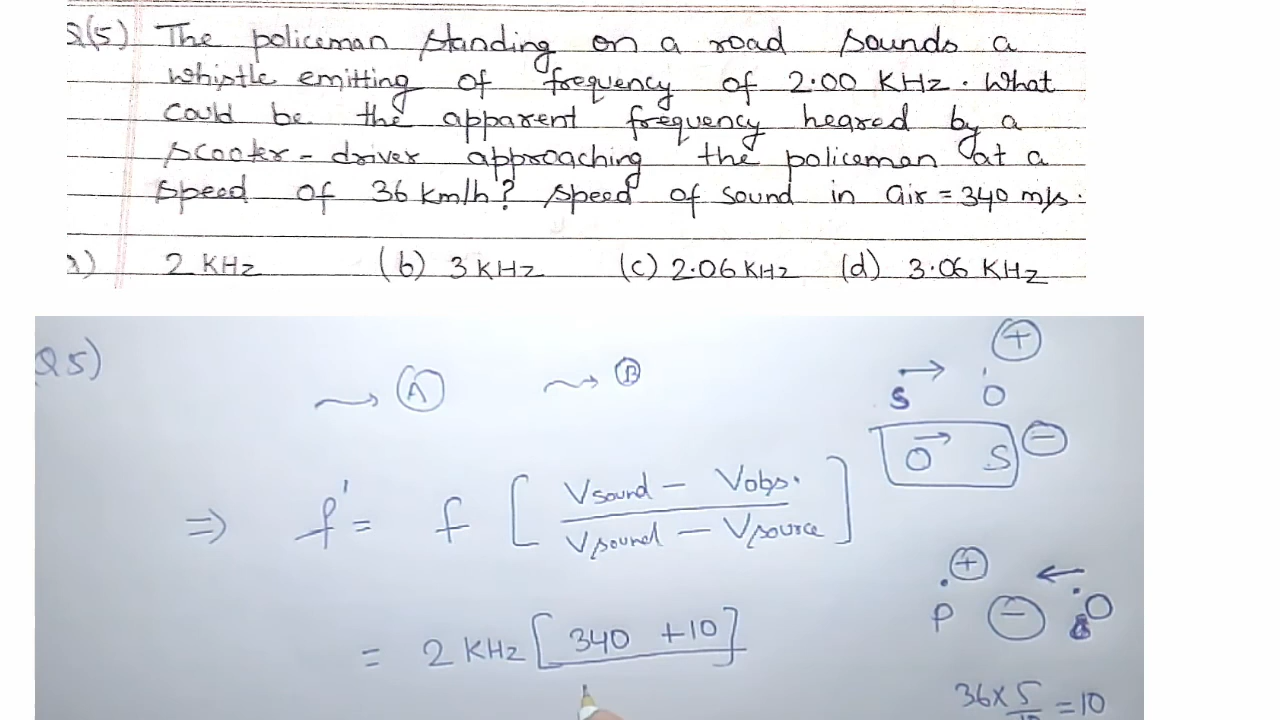 Q(5) The policeman standing on a road sounds a
whistle emitting of frequency of 2.00 KHz. What
could be the apparent frequency heared by a
scooter-driver approaching the policeman at a
speed of 36 Km/h? speed of sound in air = 340 m/s.
a) 2 KHz (b) 3 KHz (c) 2.06 KHz (d) 3.06 KHz
Q5)
A B
+
S → O
O → S −
⇒ f' = f [ Vsound − Vobs. / Vsound − Vsource ]
+ ←
P − O
= 2 KHz [ 340 +10 ]
36 × 5/18 = 10